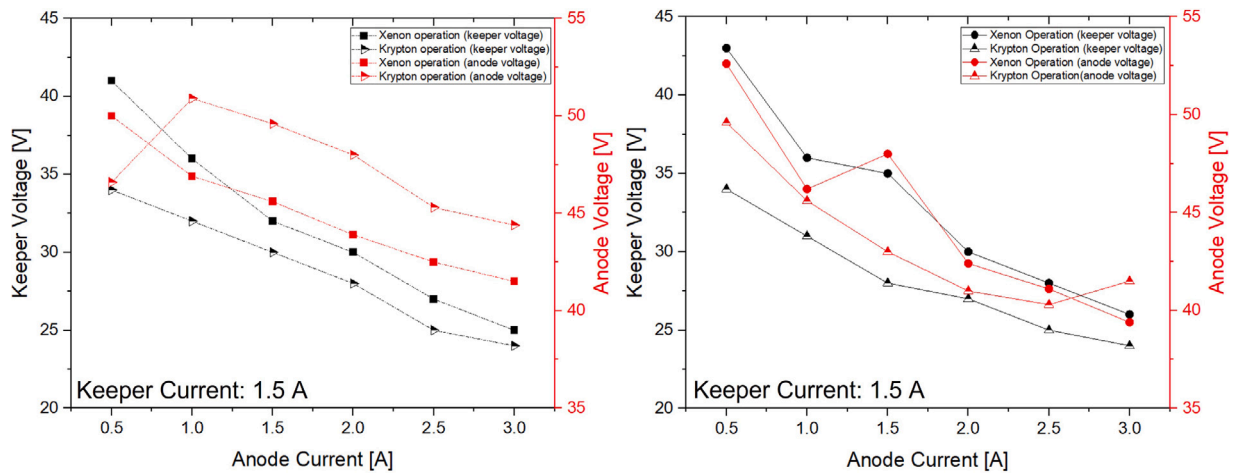 45
40
35
30
25
20
Keeper Voltage [V]
Xenon operation (keeper voltage)
Krypton operation (keeper voltage)
Xenon operation (anode voltage)
Krypton operation (anode voltage)
Keeper Current: 1.5 A
0.5 1.0 1.5 2.0 2.5 3.0
Anode Current [A]
55
50
45
40
35
Anode Voltage [V]
45
40
35
30
25
20
Keeper Voltage [V]
Xenon Operation (keeper voltage)
Krypton Operation (keeper voltage)
Xenon Operation (anode voltage)
Krypton Operation(anode voltage)
Keeper Current: 1.5 A
0.5 1.0 1.5 2.0 2.5 3.0
Anode Current [A]
55
50
45
40
35
Anode Voltage [V]